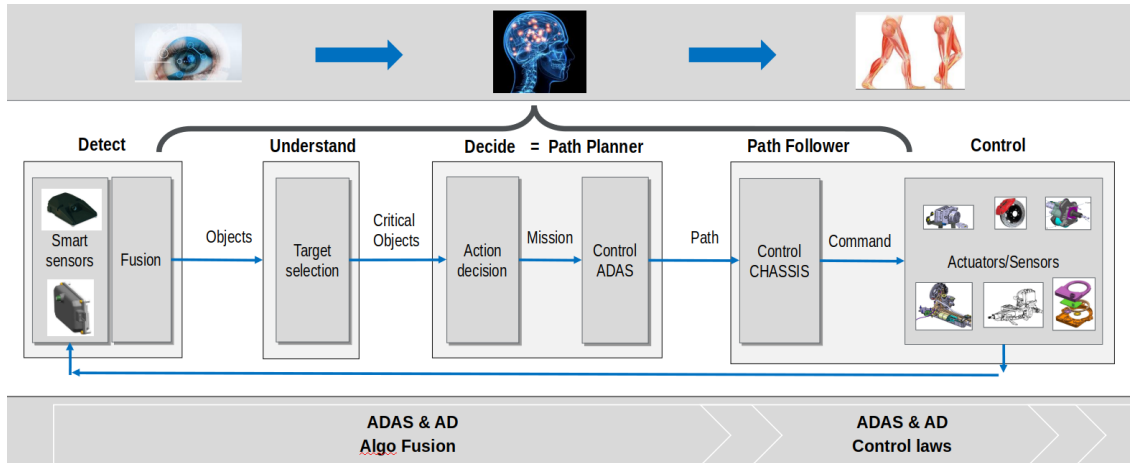 Detect
Understand
Decide = Path Planner
Path Follower
Control
Smart
sensors
Fusion
Objects
Target
selection
Critical
Objects
Action
decision
Mission
Control
ADAS
Path
Control
CHASSIS
Command
Actuators/Sensors
ADAS & AD
Algo Fusion
ADAS & AD
Control laws